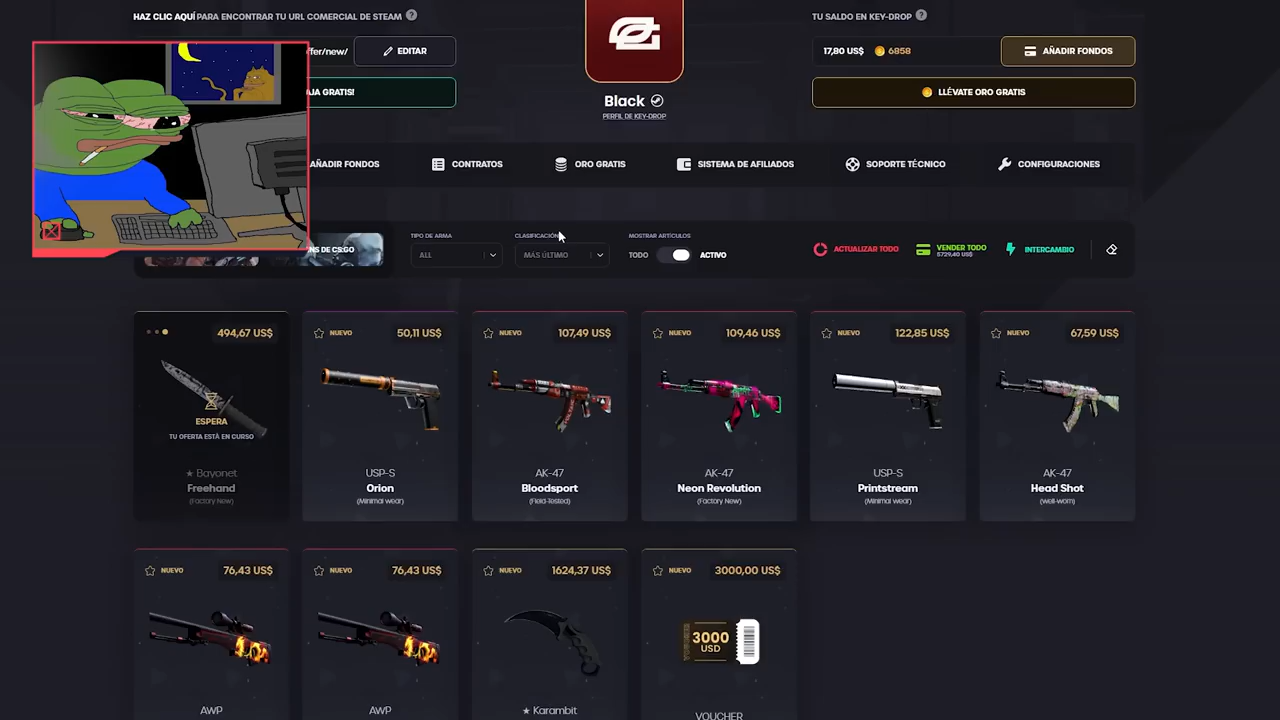 HAZ CLIC AQUÍ PARA ENCONTRAR TU URL COMERCIAL DE STEAM ?
ffer/new/
EDITAR
AJA GRATIS!
Black
PERFIL DE KEY-DROP
TU SALDO EN KEY-DROP ?
17,80 US$ 6858
AÑADIR FONDOS
LLÉVATE ORO GRATIS
AÑADIR FONDOS
CONTRATOS
ORO GRATIS
SISTEMA DE AFILIADOS
SOPORTE TÉCNICO
CONFIGURACIONES
NS DE CS:GO
TIPO DE ARMA
ALL
CLASIFICACIÓN
MÁS ÚLTIMO
MOSTRAR ARTÍCULOS
TODO ACTIVO
ACTUALIZAR TODO
VENDER TODO
5729,40 US$
INTERCAMBIO
494,67 US$
ESPERA
TU OFERTA ESTÁ EN CURSO
★ Bayonet
Freehand
(Factory New)
NUEVO 50,11 US$
USP-S
Orion
(Minimal wear)
NUEVO 107,49 US$
AK-47
Bloodsport
(Field-Tested)
NUEVO 109,46 US$
AK-47
Neon Revolution
(Factory New)
NUEVO 122,85 US$
USP-S
Printstream
(Minimal wear)
NUEVO 67,59 US$
AK-47
Head Shot
(well-worn)
NUEVO 76,43 US$
AWP
NUEVO 76,43 US$
AWP
NUEVO 1624,37 US$
★ Karambit
NUEVO 3000,00 US$
3000
USD
VOUCHER